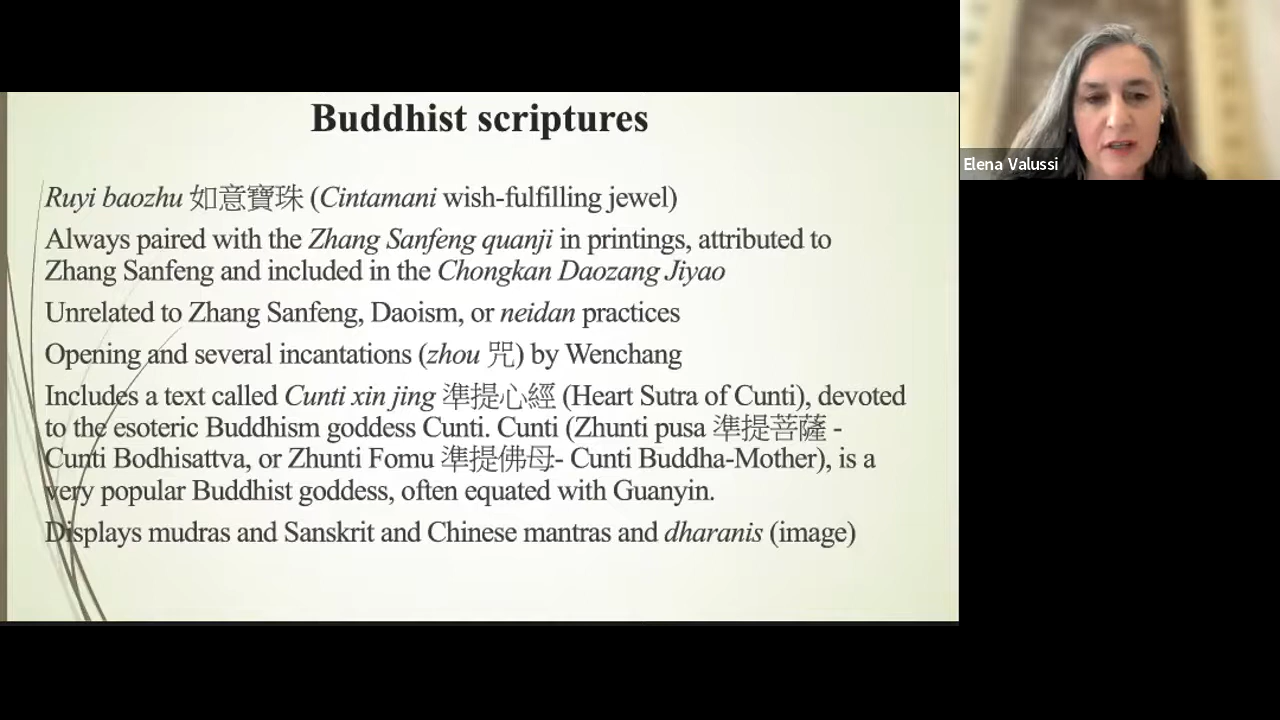 Buddhist scriptures
Ruyi baozhu 如意寶珠 (Cintamani wish-fulfilling jewel)
Always paired with the Zhang Sanfeng quanji in printings, attributed to
Zhang Sanfeng and included in the Chongkan Daozang Jiyao
Unrelated to Zhang Sanfeng, Daoism, or neidan practices
Opening and several incantations (zhou 咒) by Wenchang
Includes a text called Cunti xin jing 準提心經 (Heart Sutra of Cunti), devoted
to the esoteric Buddhism goddess Cunti. Cunti (Zhunti pusa 準提菩薩 -
Cunti Bodhisattva, or Zhunti Fomu 準提佛母- Cunti Buddha-Mother), is a
very popular Buddhist goddess, often equated with Guanyin.
Displays mudras and Sanskrit and Chinese mantras and dharanis (image)
Elena Valussi